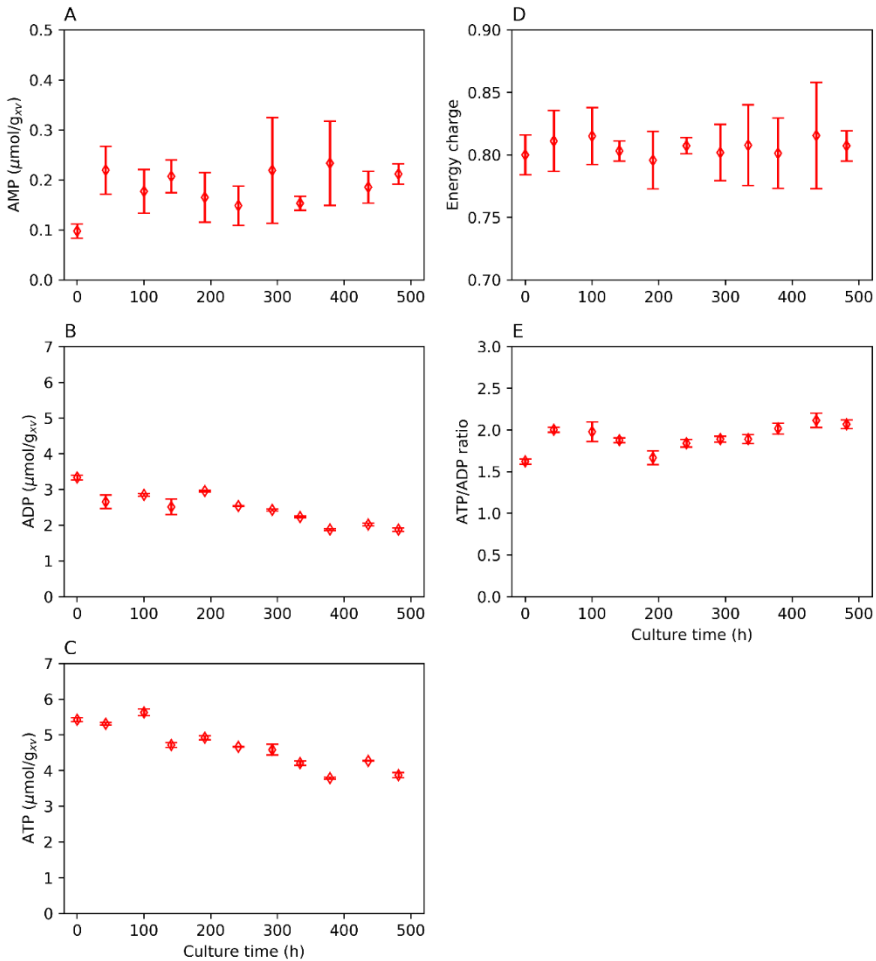 A
0.5
0.4
0.3
0.2
0.1
0.0
AMP (μmol/gxv)
0 100 200 300 400 500
B
7
6
5
4
3
2
1
0
ADP (μmol/gxv)
0 100 200 300 400 500
C
7
6
5
4
3
2
1
0
ATP (μmol/gxv)
0 100 200 300 400 500
Culture time (h)
D
0.90
0.85
0.80
0.75
0.70
Energy charge
0 100 200 300 400 500
E
3.0
2.5
2.0
1.5
1.0
0.5
0.0
ATP/ADP ratio
0 100 200 300 400 500
Culture time (h)